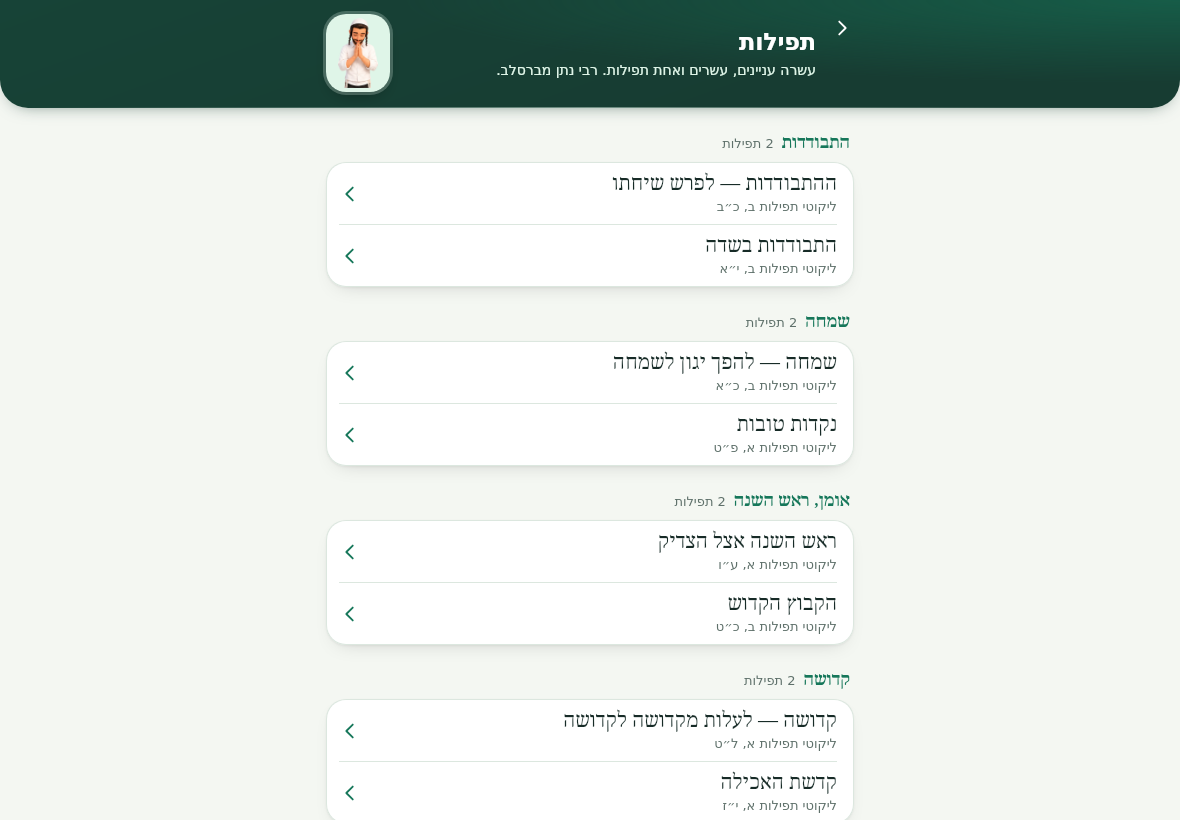 תפילות
עשרה עניינים, עשרים ואחת תפילות. רבי נתן מברסלב.
התבודדות 2 תפילות
ההתבודדות — לפרש שיחתו
ליקוטי תפילות ב, כ״ב
התבודדות בשדה
ליקוטי תפילות ב, י״א
שמחה 2 תפילות
שמחה — להפך יגון לשמחה
ליקוטי תפילות ב, כ״א
נקדות טובות
ליקוטי תפילות א, פ״ט
אומן, ראש השנה 2 תפילות
ראש השנה אצל הצדיק
ליקוטי תפילות א, ע״ו
הקבוץ הקדוש
ליקוטי תפילות ב, כ״ט
קדושה 2 תפילות
קדושה — לעלות מקדושה לקדושה
ליקוטי תפילות א, ל״ט
קדשת האכילה
ליקוטי תפילות א, י״ז